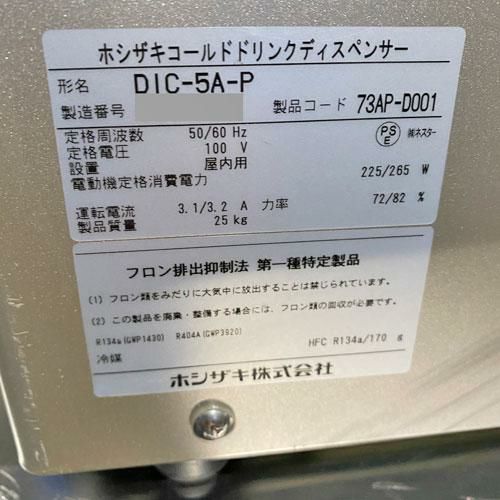 ホシザキコールドドリンクディスペンサー
形名 DIC-5A-P
製造番号 製品コード 73AP-D001
定格周波数 50/60 Hz PSE ㈱ネスター
定格電圧 100 V
設置 屋内用
電動機定格消費電力 225/265 W
運転電流 3.1/3.2 A 力率 72/82 %
製品質量 25 kg
フロン排出抑制法 第一種特定製品
(1) フロン類をみだりに大気中に放出することは禁じられています。
(2) この製品を廃棄・整備する場合には、フロン類の回収が必要です。
R134a(GWP1430) R404A(GWP3920)
冷媒 HFC R134a/170 g
ホシザキ株式会社